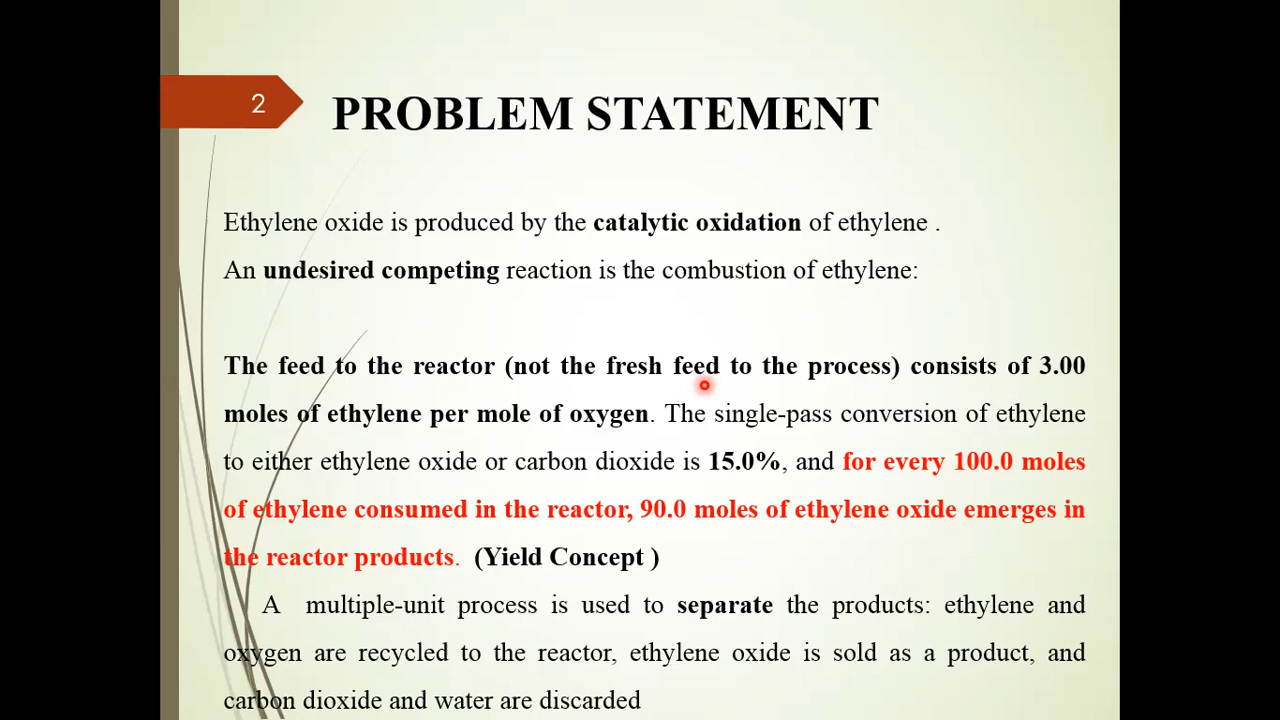 2
PROBLEM STATEMENT
Ethylene oxide is produced by the catalytic oxidation of ethylene .
An undesired competing reaction is the combustion of ethylene:
The feed to the reactor (not the fresh feed to the process) consists of 3.00
moles of ethylene per mole of oxygen. The single-pass conversion of ethylene
to either ethylene oxide or carbon dioxide is 15.0%, and for every 100.0 moles
of ethylene consumed in the reactor, 90.0 moles of ethylene oxide emerges in
the reactor products. (Yield Concept )
A multiple-unit process is used to separate the products: ethylene and
oxygen are recycled to the reactor, ethylene oxide is sold as a product, and
carbon dioxide and water are discarded